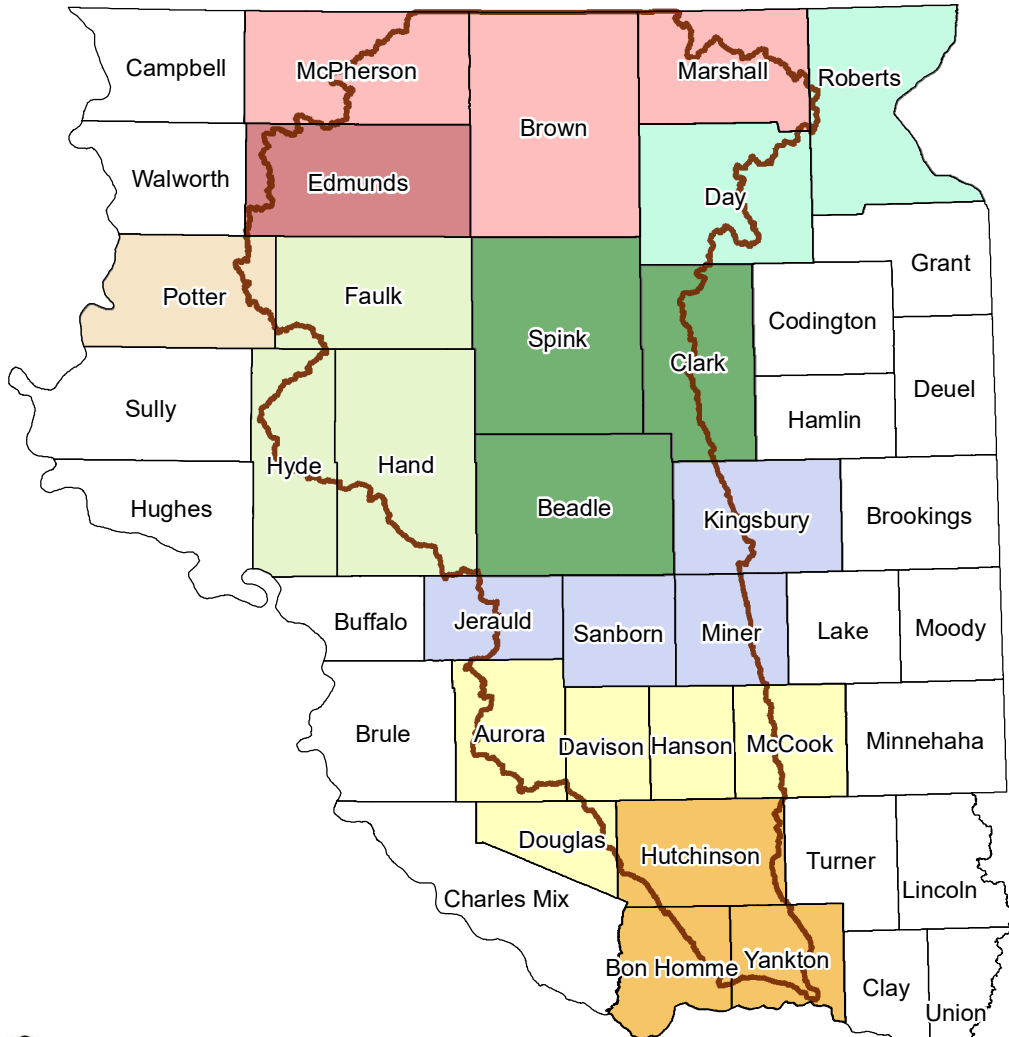 Campbell
McPherson
Marshall
Roberts
Brown
Walworth
Edmunds
Day
Grant
Potter
Faulk
Codington
Spink
Clark
Deuel
Sully
Hamlin
Hyde
Hand
Hughes
Beadle
Kingsbury
Brookings
Buffalo
Jerauld
Sanborn
Miner
Lake
Moody
Brule
Aurora
Davison
Hanson
McCook
Minnehaha
Douglas
Hutchinson
Turner
Lincoln
Charles Mix
Bon Homme
Yankton
Clay
Union